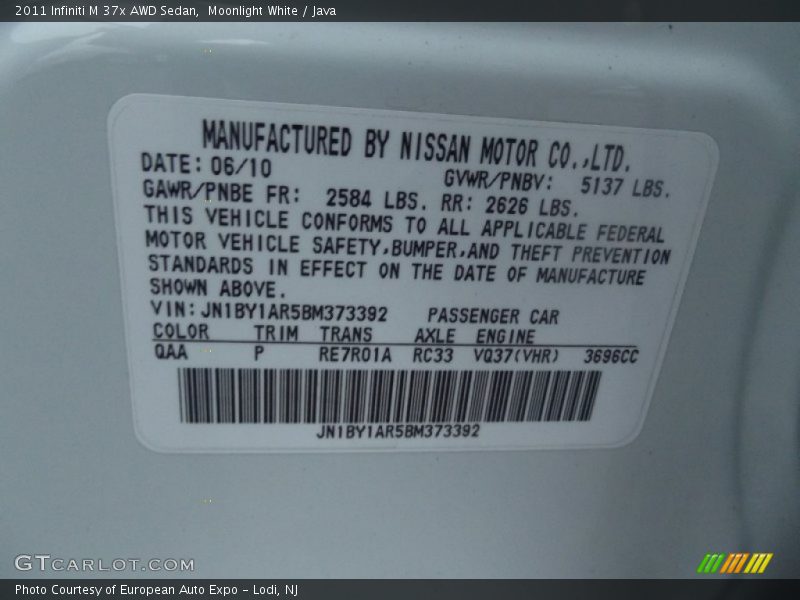 2011 Infiniti M 37x AWD Sedan,  Moonlight White / Java
MANUFACTURED BY NISSAN MOTOR CO.,LTD.
DATE: 06/10 GVWR/PNBV: 5137 LBS.
GAWR/PNBE FR: 2584 LBS. RR: 2626 LBS.
THIS VEHICLE CONFORMS TO ALL APPLICABLE FEDERAL
MOTOR VEHICLE SAFETY,BUMPER,AND THEFT PREVENTION
STANDARDS IN EFFECT ON THE DATE OF MANUFACTURE
SHOWN ABOVE.
VIN: JN1BY1AR5BM373392 PASSENGER CAR
COLOR TRIM TRANS AXLE ENGINE
QAA P RE7R01A RC33 VQ37(VHR) 3696CC
JN1BY1AR5BM373392
GTCARLOT.COM
Photo Courtesy of European Auto Expo - Lodi, NJ